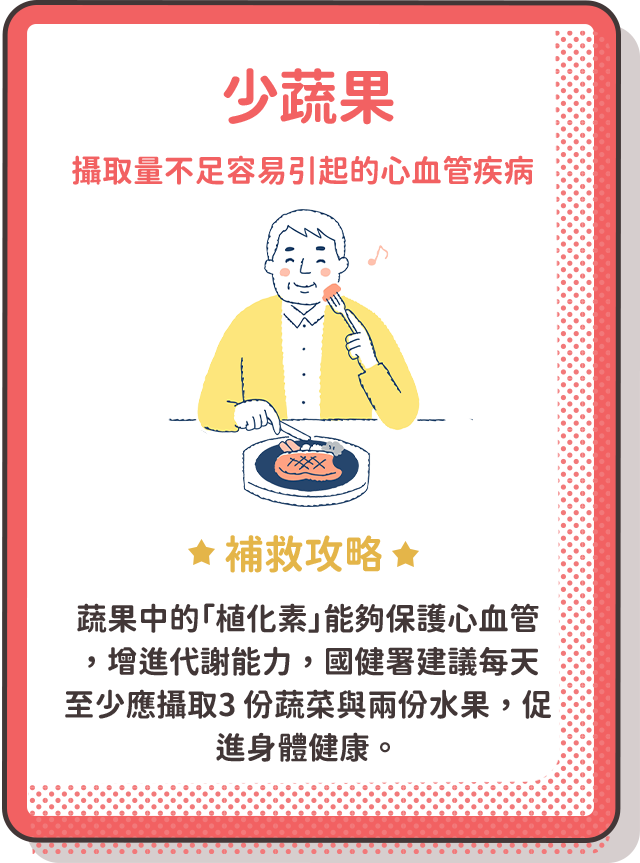 少蔬果
攝取量不足容易引起的心血管疾病
補救攻略
蔬果中的「植化素」能夠保護心血管
，增進代謝能力，國健署建議每天
至少應攝取3 份蔬菜與兩份水果，促
進身體健康。